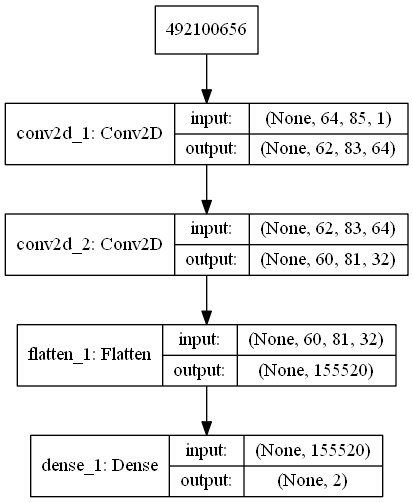 492100656
conv2d_1: Conv2D
input:
(None, 64, 85, 1)
output:
(None, 62, 83, 64)
conv2d_2: Conv2D
input:
(None, 62, 83, 64)
output:
(None, 60, 81, 32)
flatten_1: Flatten
input:
(None, 60, 81, 32)
output:
(None, 155520)
dense_1: Dense
input:
(None, 155520)
output:
(None, 2)